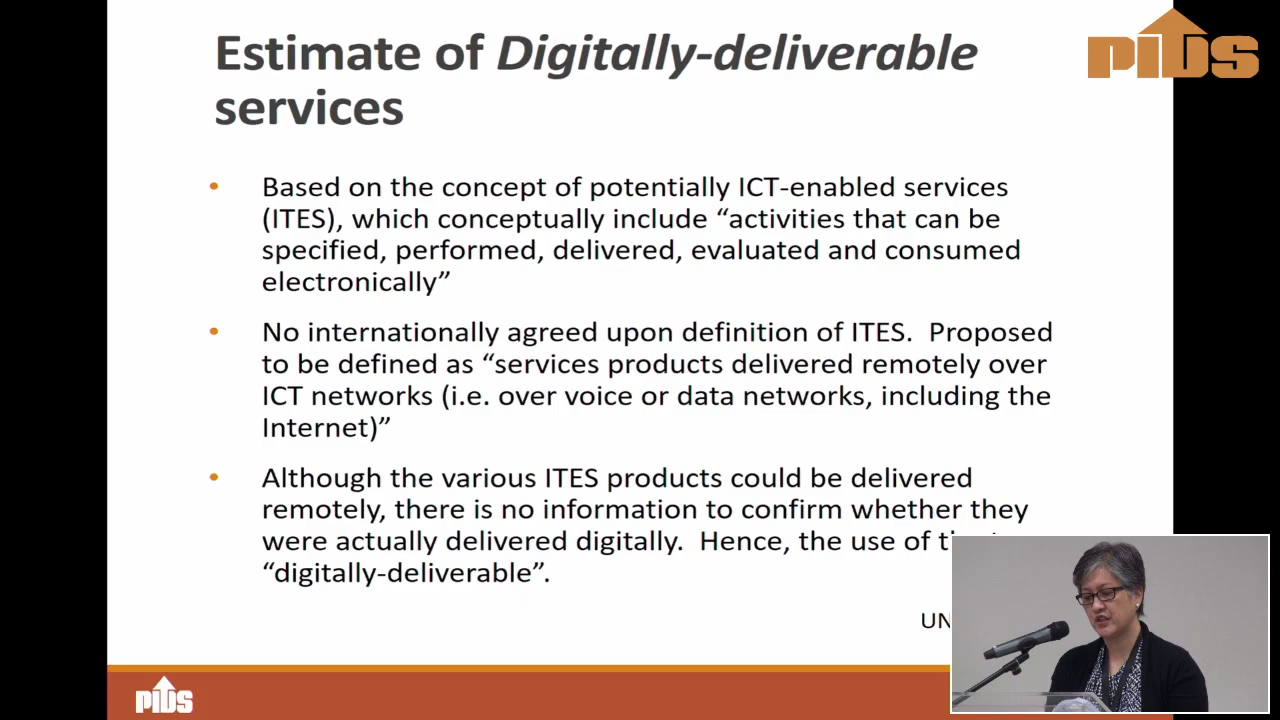 Estimate of Digitally-deliverable
services
PIDS
• Based on the concept of potentially ICT-enabled services
(ITES), which conceptually include “activities that can be
specified, performed, delivered, evaluated and consumed
electronically”
• No internationally agreed upon definition of ITES.  Proposed
to be defined as “services products delivered remotely over
ICT networks (i.e. over voice or data networks, including the
Internet)”
• Although the various ITES products could be delivered
remotely, there is no information to confirm whether they
were actually delivered digitally.  Hence, the use of
“digitally-deliverable”.
PIDS